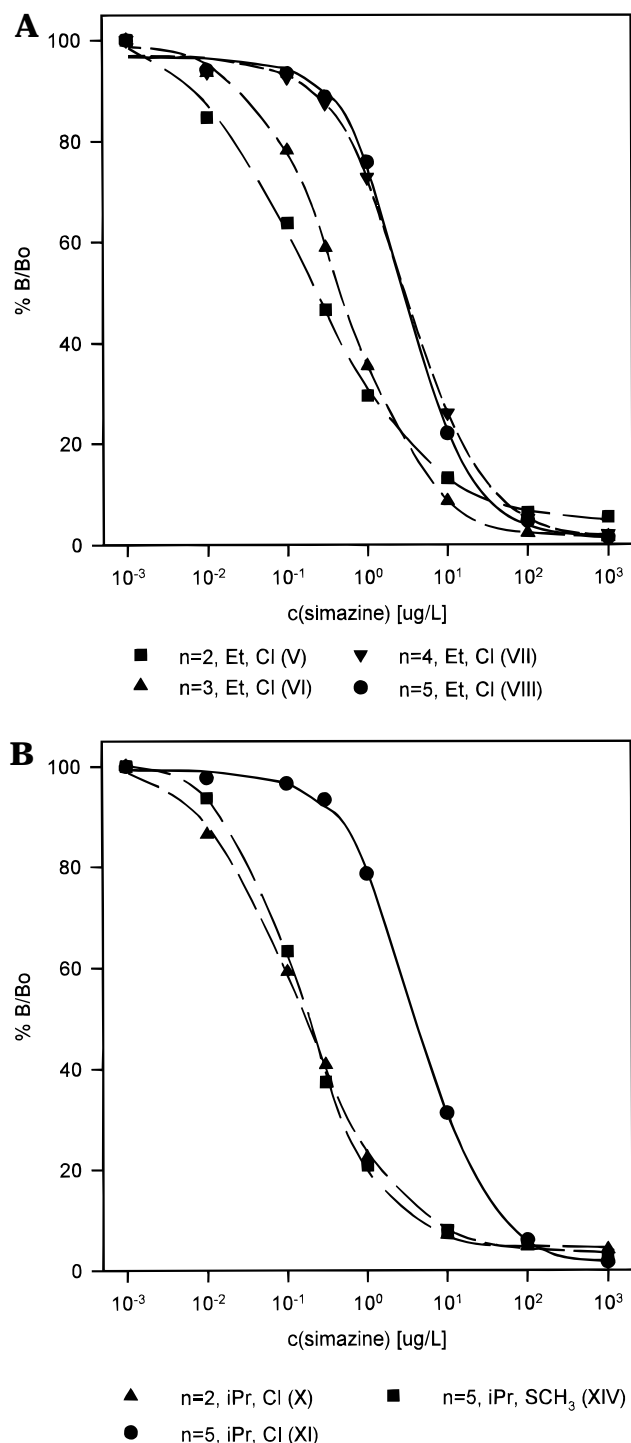 A
100
80
60
40
20
0
% B/Bo
10⁻³ 10⁻² 10⁻¹ 10⁰ 10¹ 10² 10³
c(simazine) [ug/L]
n=2, Et, Cl (V) n=4, Et, Cl (VII)
n=3, Et, Cl (VI) n=5, Et, Cl (VIII)
B
100
80
60
40
20
0
% B/Bo
10⁻³ 10⁻² 10⁻¹ 10⁰ 10¹ 10² 10³
c(simazine) [ug/L]
n=2, iPr, Cl (X) n=5, iPr, SCH₃ (XIV)
n=5, iPr, Cl (XI)